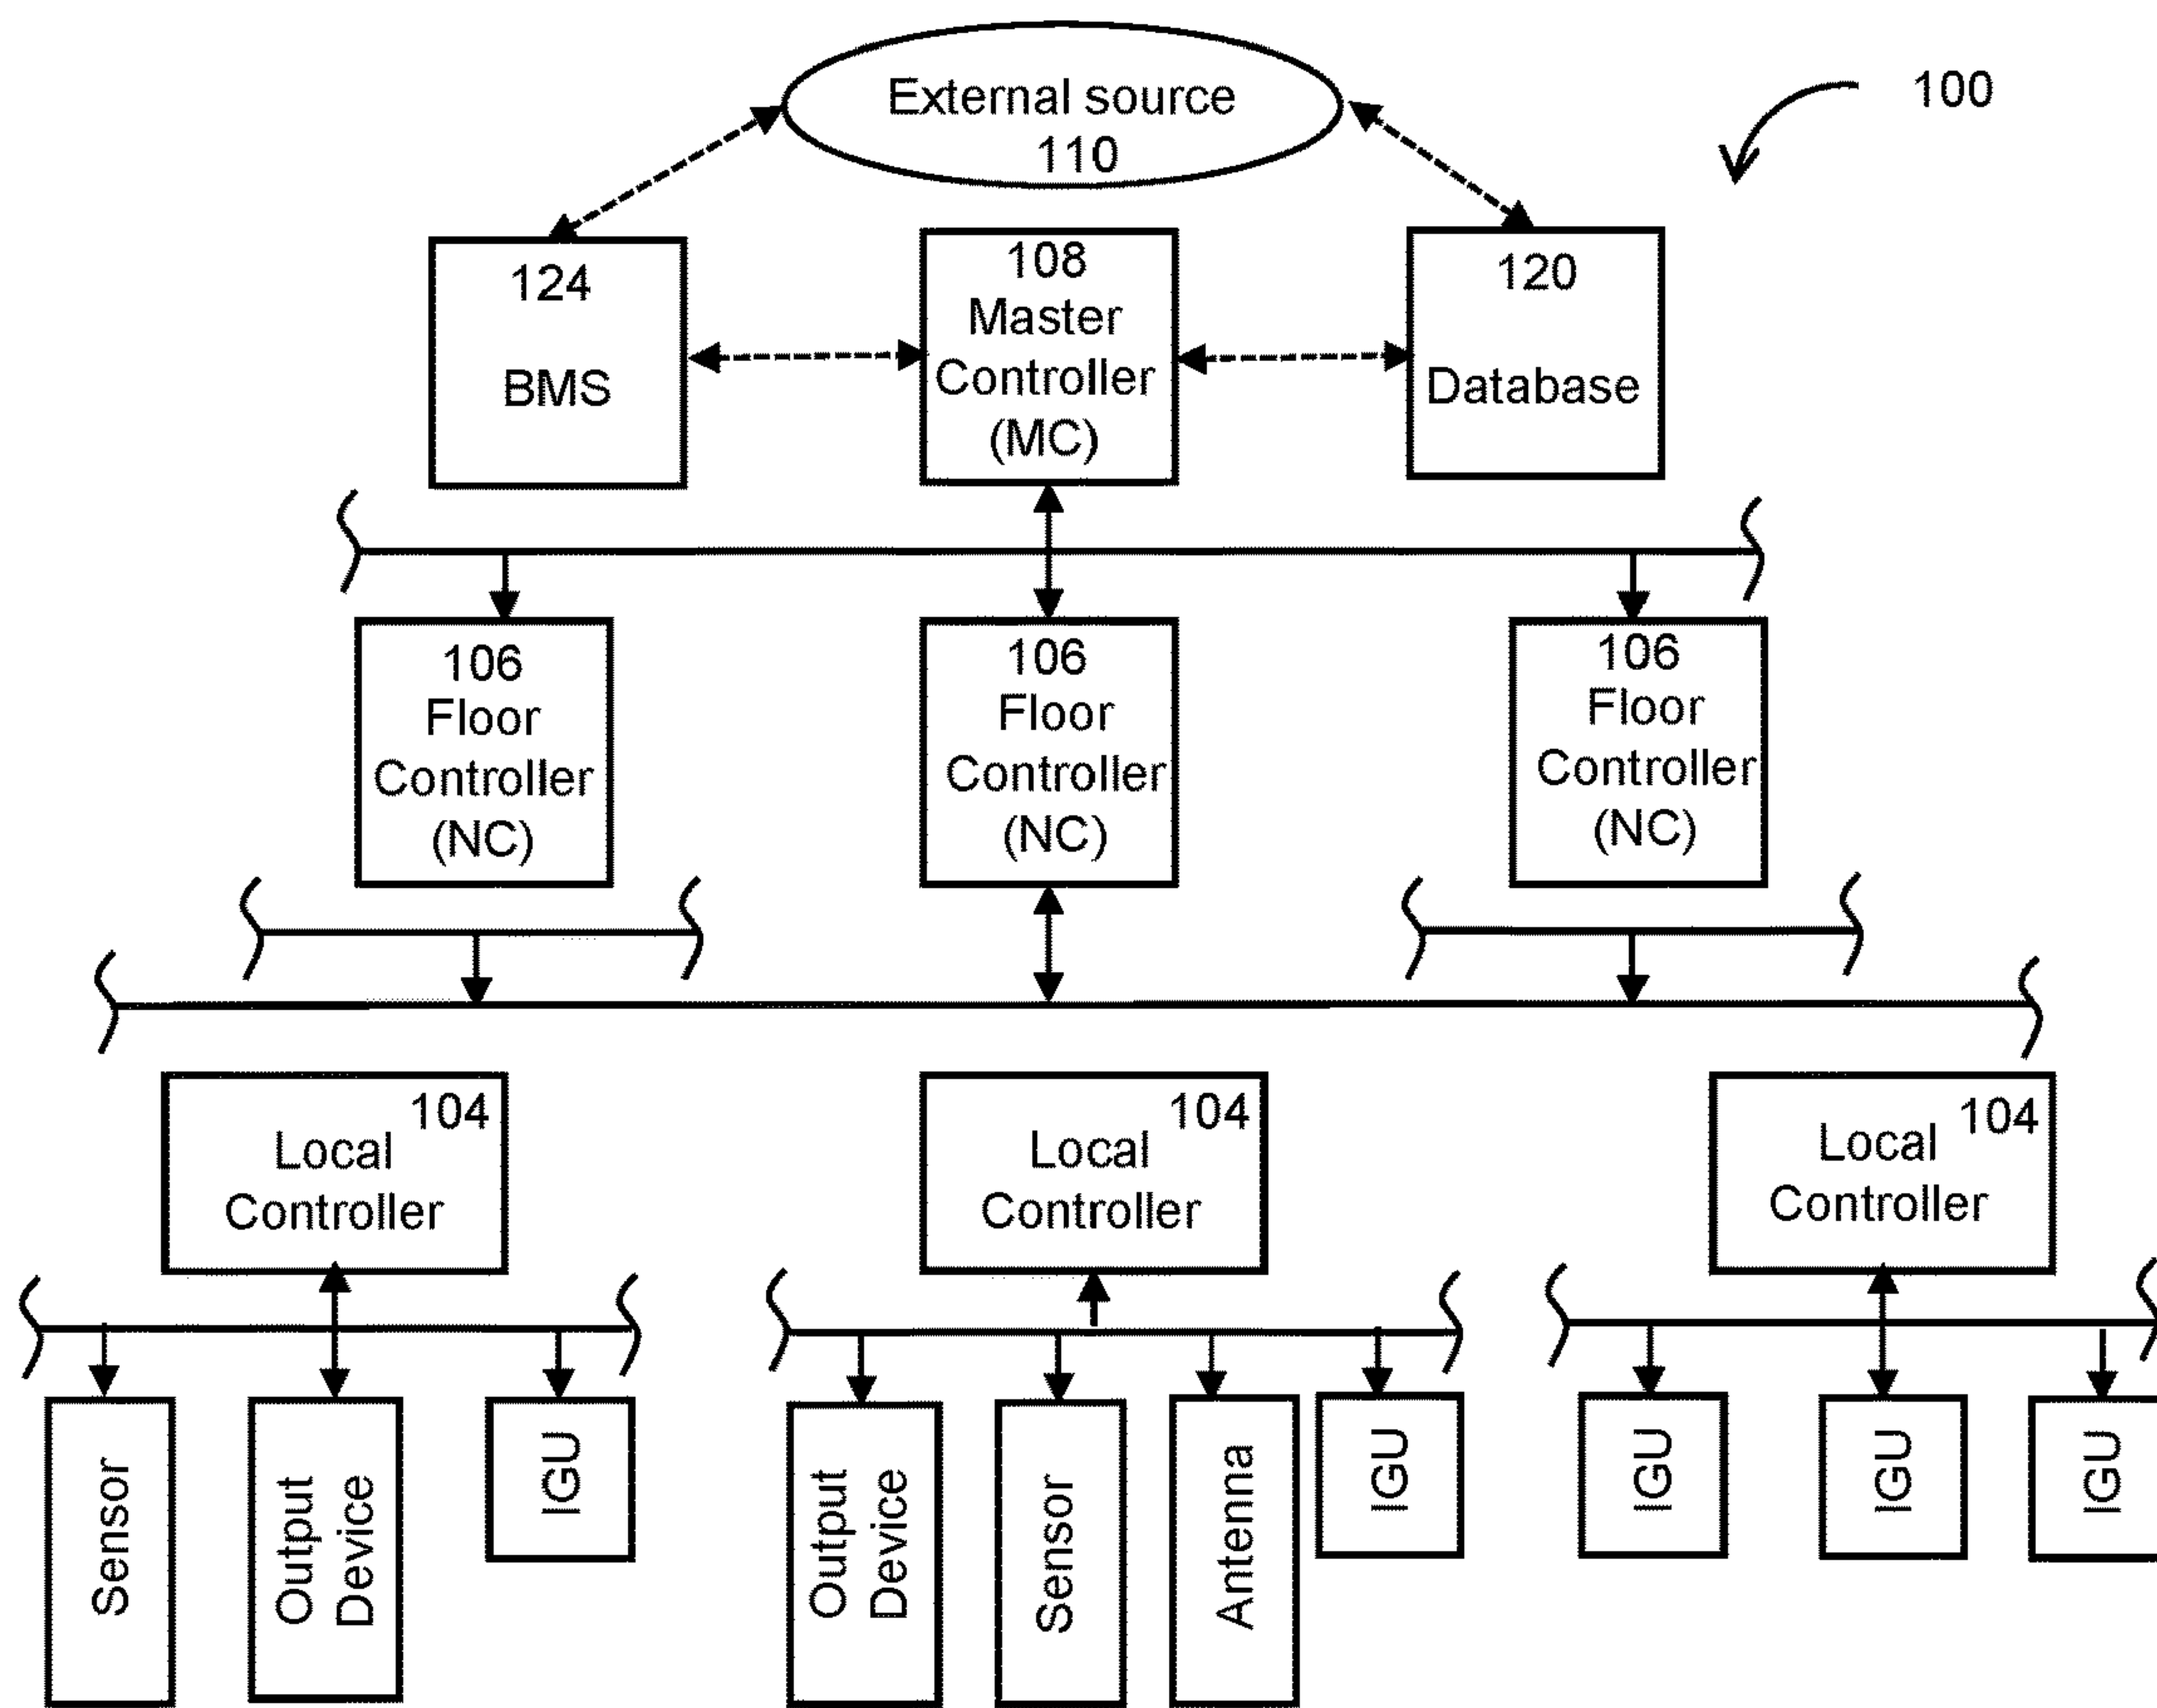 External source
110
100
124
BMS
108
Master
Controller
(MC)
120
Database
106
Floor
Controller
(NC)
106
Floor
Controller
(NC)
106
Floor
Controller
(NC)
104
Local
Controller
104
Local
Controller
104
Local
Controller
Sensor
Output
Device
IGU
Output
Device
Sensor
Antenna
IGU
IGU
IGU
IGU